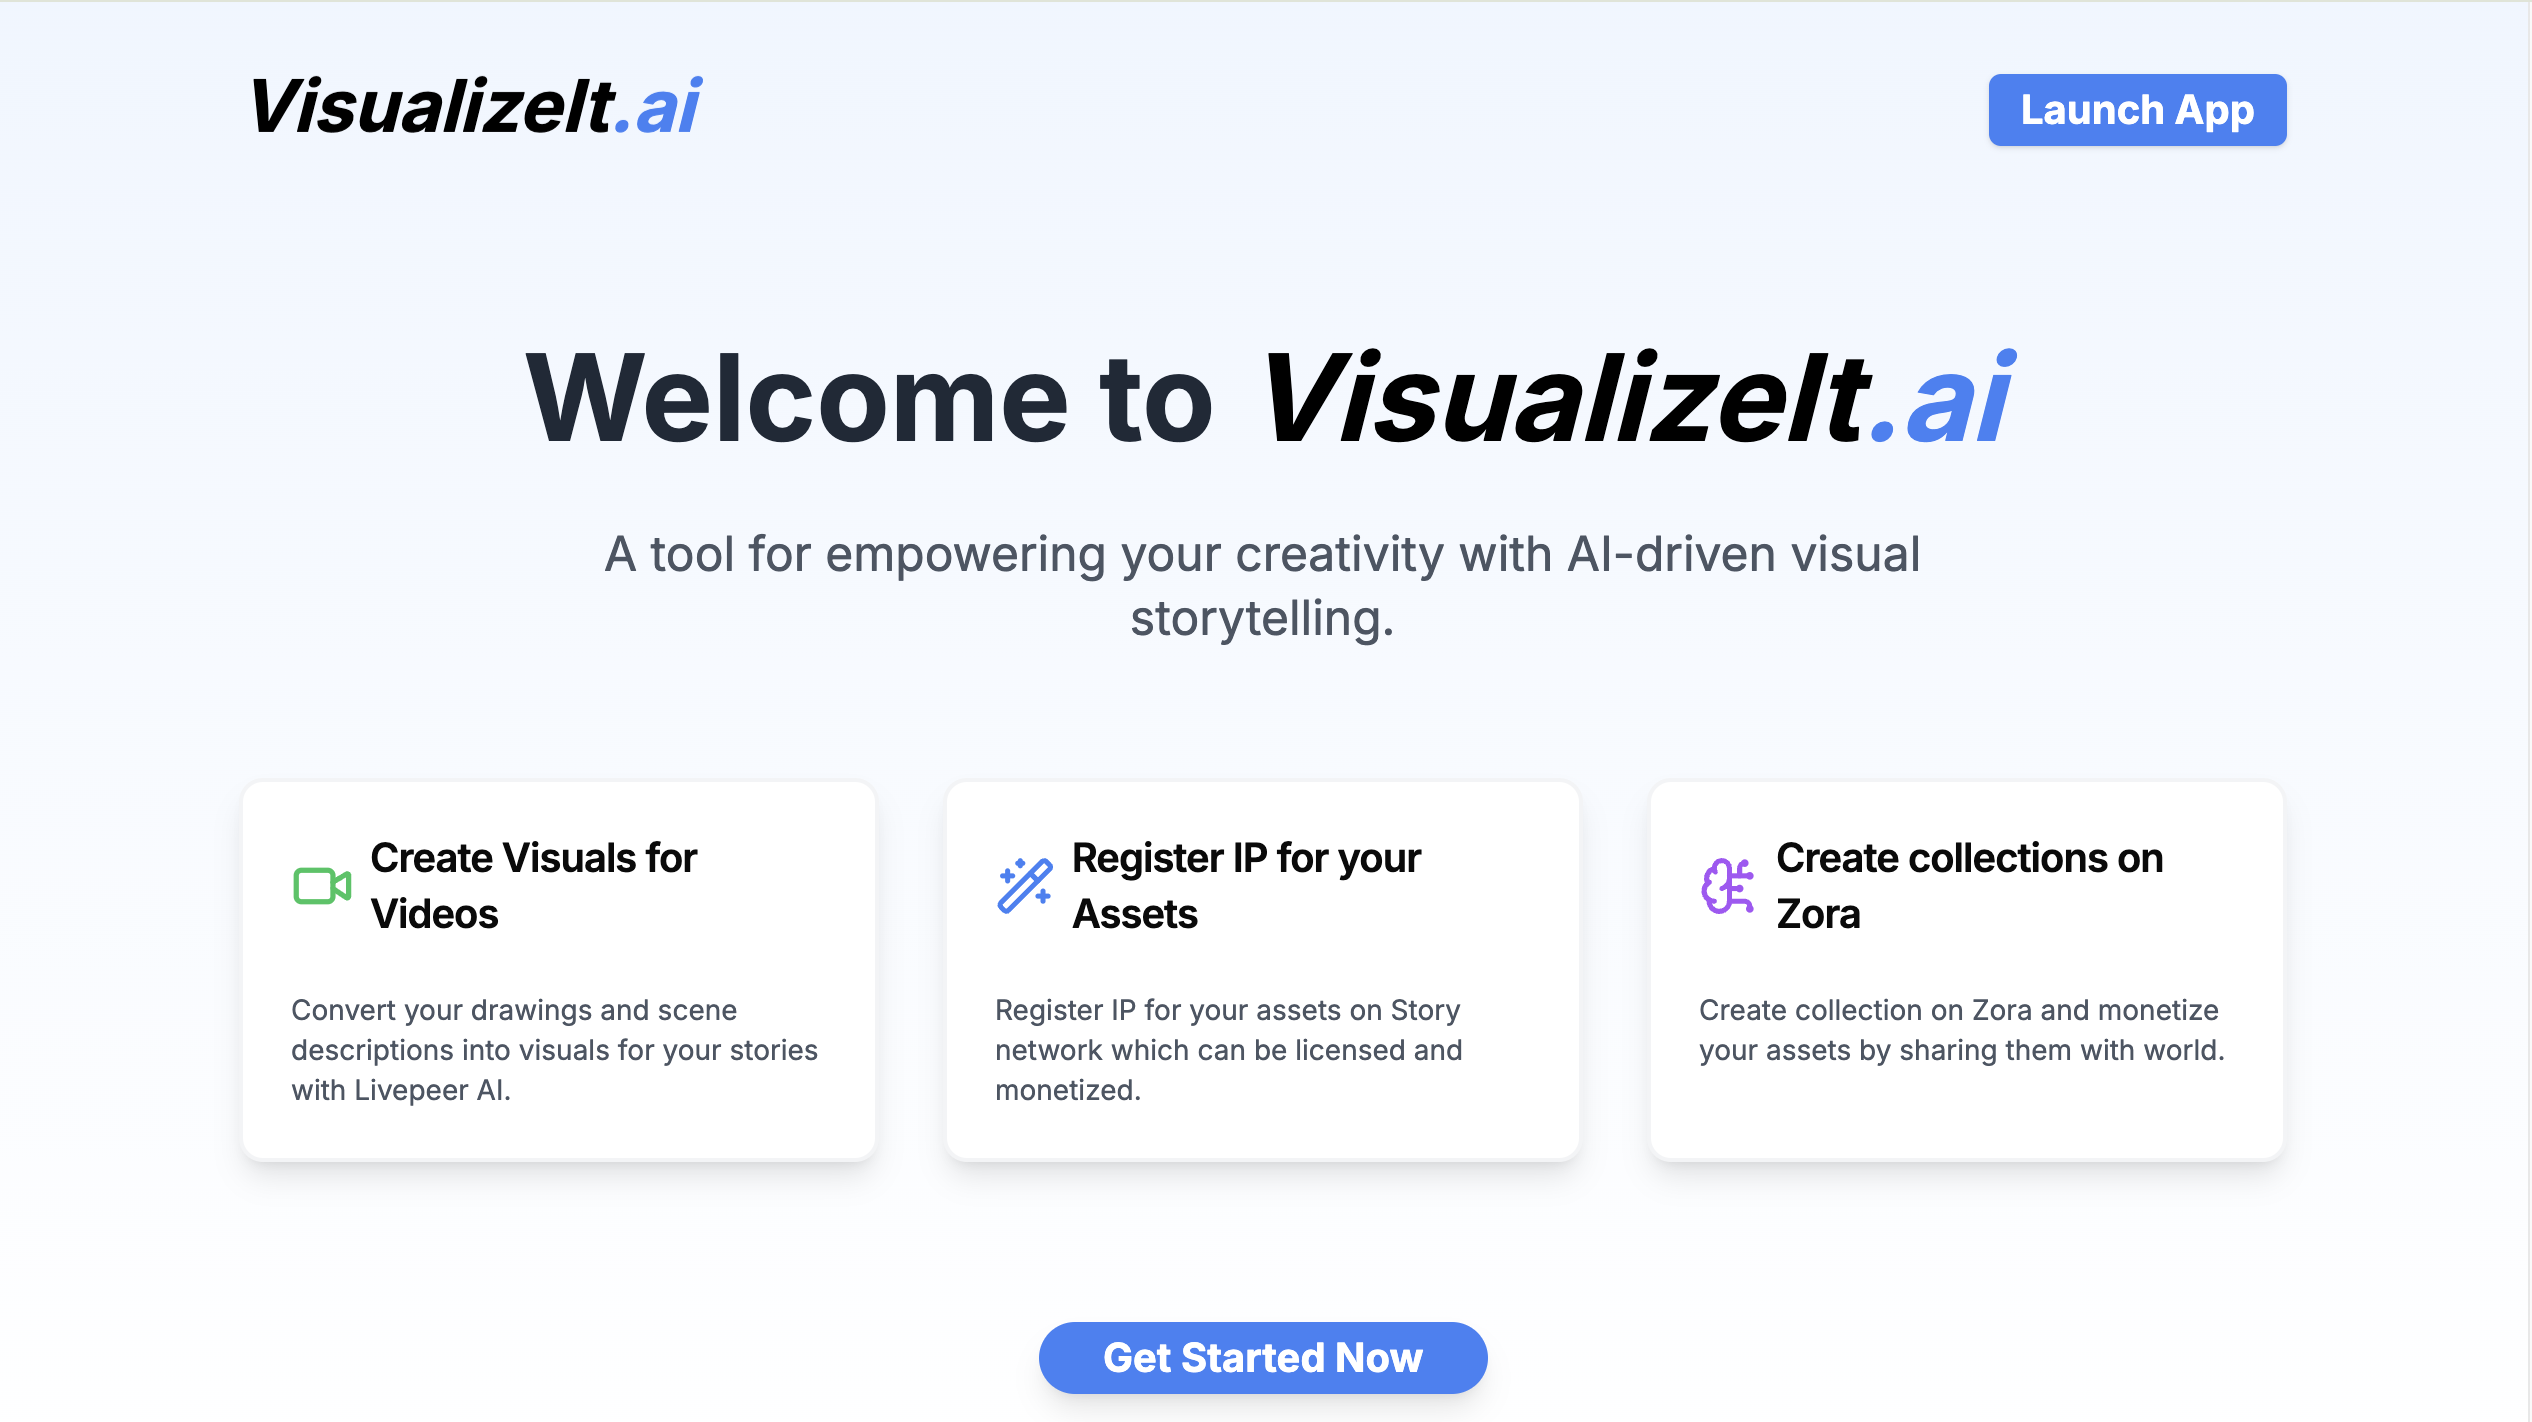 VisualizeIt.ai
Launch App
Welcome to VisualizeIt.ai
A tool for empowering your creativity with AI-driven visual
storytelling.
Create Visuals for
Videos
Convert your drawings and scene
descriptions into visuals for your stories
with Livepeer AI.
Register IP for your
Assets
Register IP for your assets on Story
network which can be licensed and
monetized.
Create collections on
Zora
Create collection on Zora and monetize
your assets by sharing them with world.
Get Started Now